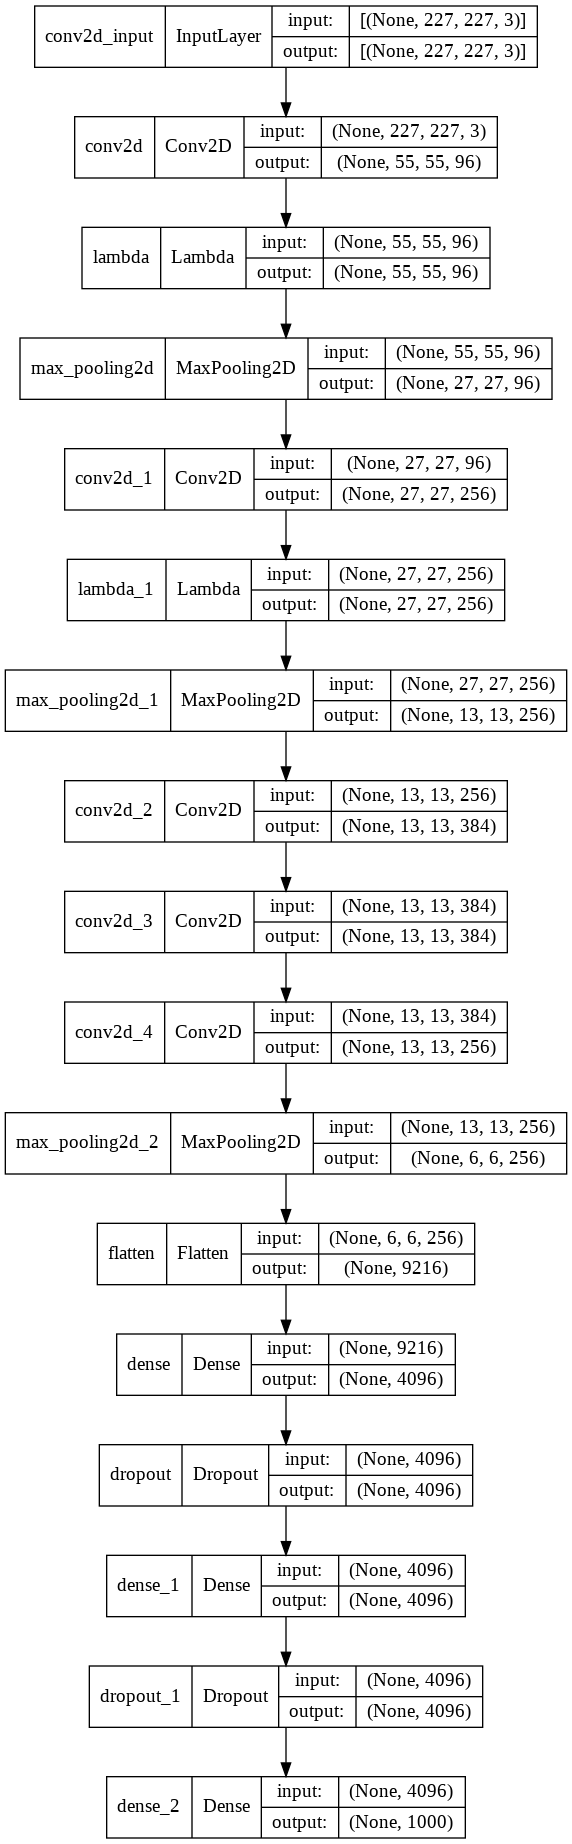 conv2d_input InputLayer input: [(None, 227, 227, 3)]
output: [(None, 227, 227, 3)]
conv2d Conv2D input: (None, 227, 227, 3)
output: (None, 55, 55, 96)
lambda Lambda input: (None, 55, 55, 96)
output: (None, 55, 55, 96)
max_pooling2d MaxPooling2D input: (None, 55, 55, 96)
output: (None, 27, 27, 96)
conv2d_1 Conv2D input: (None, 27, 27, 96)
output: (None, 27, 27, 256)
lambda_1 Lambda input: (None, 27, 27, 256)
output: (None, 27, 27, 256)
max_pooling2d_1 MaxPooling2D input: (None, 27, 27, 256)
output: (None, 13, 13, 256)
conv2d_2 Conv2D input: (None, 13, 13, 256)
output: (None, 13, 13, 384)
conv2d_3 Conv2D input: (None, 13, 13, 384)
output: (None, 13, 13, 384)
conv2d_4 Conv2D input: (None, 13, 13, 384)
output: (None, 13, 13, 256)
max_pooling2d_2 MaxPooling2D input: (None, 13, 13, 256)
output: (None, 6, 6, 256)
flatten Flatten input: (None, 6, 6, 256)
output: (None, 9216)
dense Dense input: (None, 9216)
output: (None, 4096)
dropout Dropout input: (None, 4096)
output: (None, 4096)
dense_1 Dense input: (None, 4096)
output: (None, 4096)
dropout_1 Dropout input: (None, 4096)
output: (None, 4096)
dense_2 Dense input: (None, 4096)
output: (None, 1000)